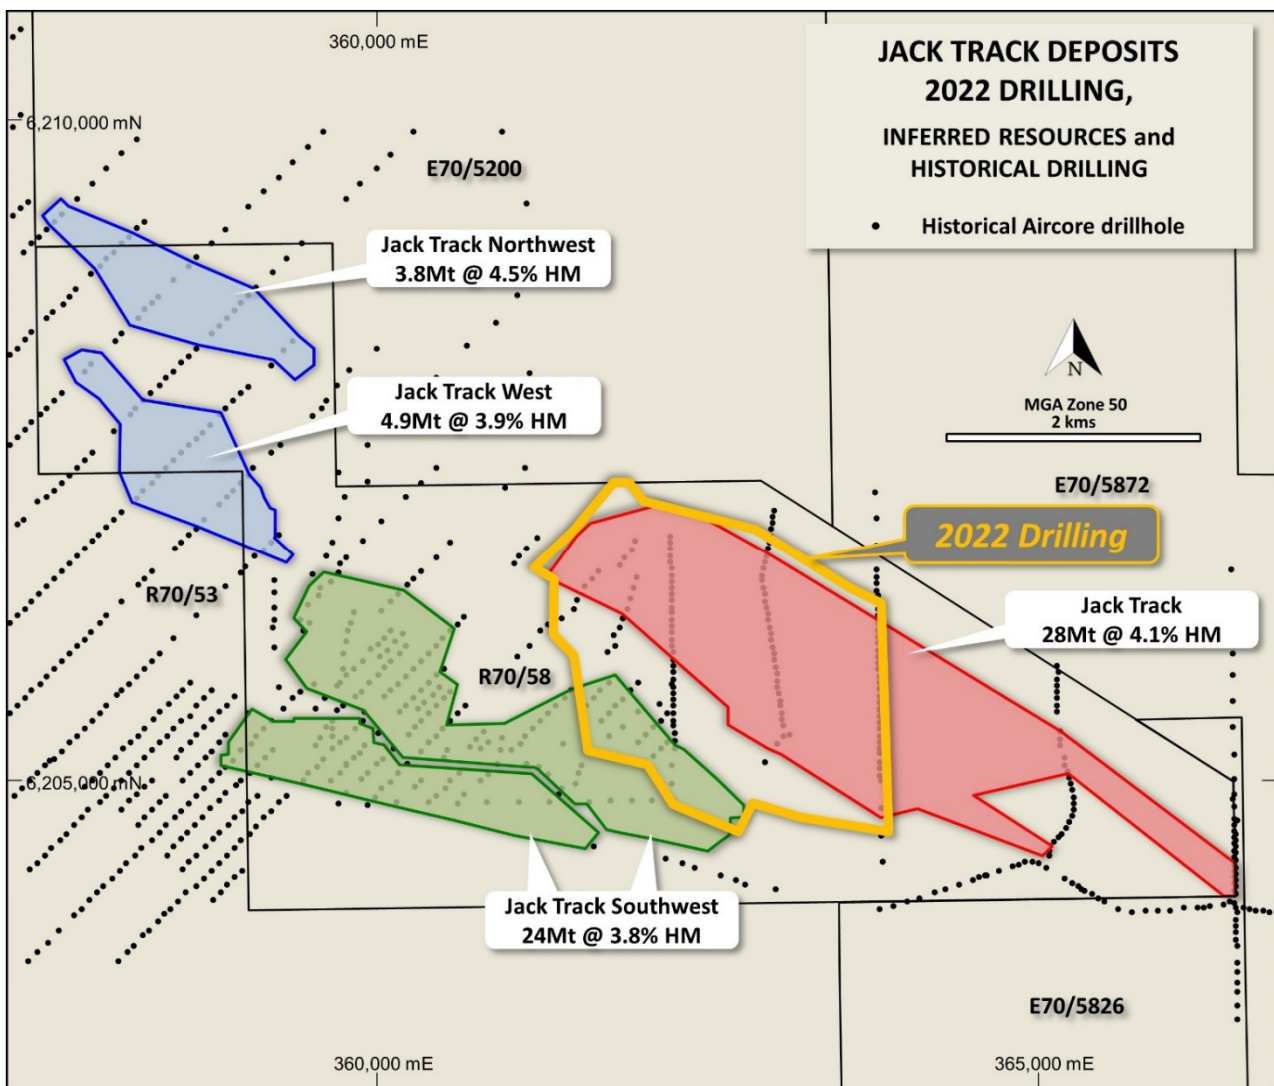 360,000 mE
JACK TRACK DEPOSITS
2022 DRILLING,
INFERRED RESOURCES and
HISTORICAL DRILLING
Historical Aircore drillhole
6,210,000 mN
E70/5200
Jack Track Northwest
3.8Mt @ 4.5% HM
N
MGA Zone 50
2 kms
Jack Track West
4.9Mt @ 3.9% HM
E70/5872
2022 Drilling
R70/53
Jack Track
28Mt @ 4.1% HM
R70/58
6,205,000 mN
Jack Track Southwest
24Mt @ 3.8% HM
E70/5826
360,000 mE
365,000 mE